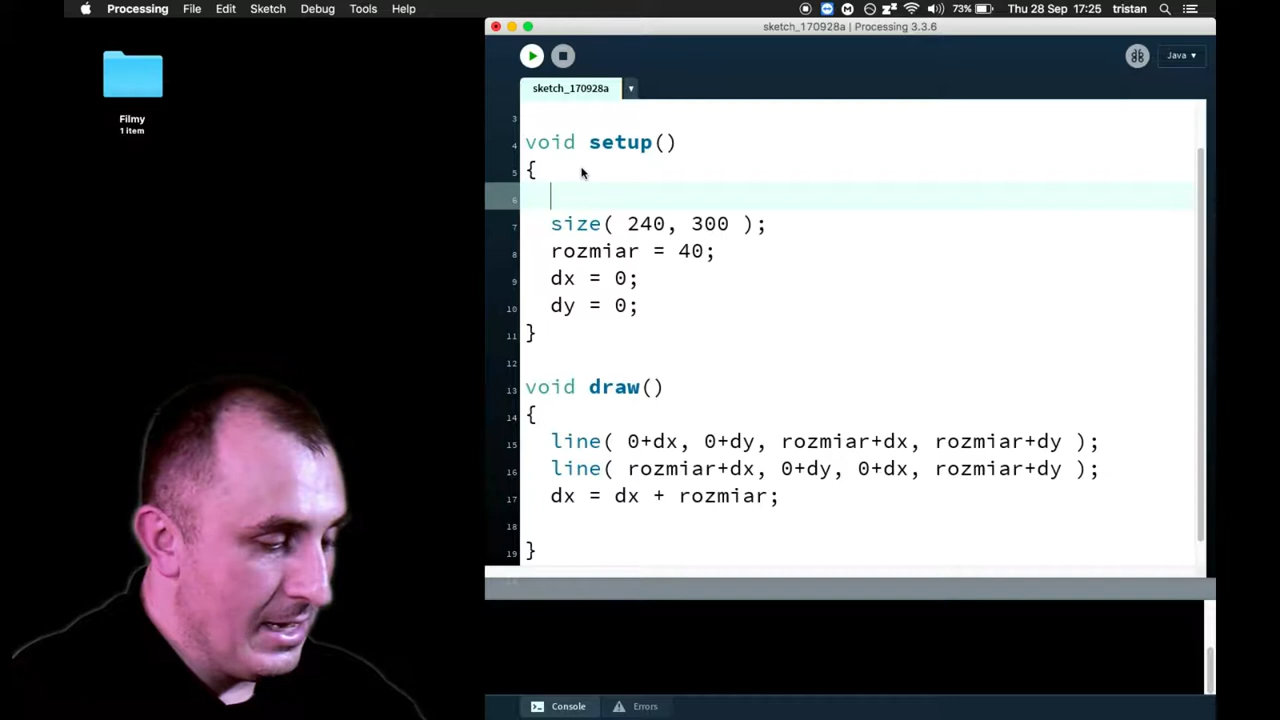 Processing File Edit Sketch Debug Tools Help 73% Thu 28 Sep 17:25 tristan
sketch_170928a | Processing 3.3.6
Java ▾
sketch_170928a ▾
Filmy
1 item
3
4 void setup()
5 {
6
7 size( 240, 300 );
8 rozmiar = 40;
9 dx = 0;
10 dy = 0;
11 }
12
13 void draw()
14 {
15 line( 0+dx, 0+dy, rozmiar+dx, rozmiar+dy );
16 line( rozmiar+dx, 0+dy, 0+dx, rozmiar+dy );
17 dx = dx + rozmiar;
18
19 }
Console Errors